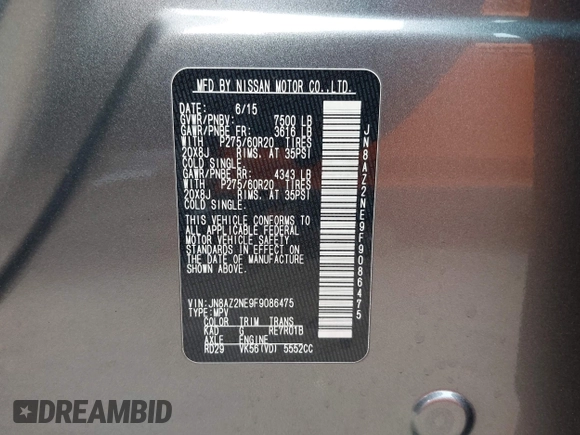 MFD BY NISSAN MOTOR CO.,LTD.
DATE: 6/15
GVWR/PNBV: 7500 LB
GAWR/PNBE FR: 3616 LB
WITH P275/60R20 TIRES
20X8J RIMS, AT 35PSI
COLD SINGLE.
GAWR/PNBE RR: 4343 LB
WITH P275/60R20 TIRES
20X8J RIMS, AT 35PSI
COLD SINGLE.
THIS VEHICLE CONFORMS TO
ALL APPLICABLE FEDERAL
MOTOR VEHICLE SAFETY
STANDARDS IN EFFECT ON
THE DATE OF MANUFACTURE
SHOWN ABOVE.
VIN:JN8AZ2NE9F9086475
TYPE:MPV
COLOR TRIM TRANS
KAD G RE7R01B
AXLE ENGINE
RD29 VK56(VD) 5552CC
JN8AZ2NE9F9086475
DREAMBID